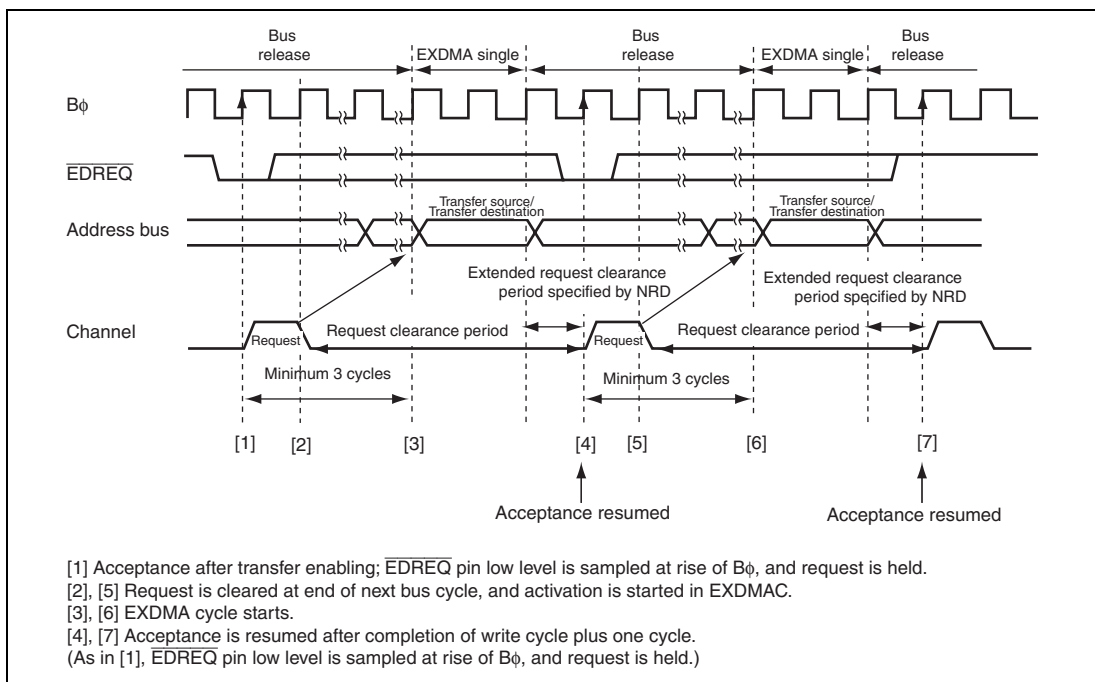 Bus release
EXDMA single
Bus release
EXDMA single
Bus release
Bφ
EDREQ
Transfer source/
Transfer destination
Transfer source/
Transfer destination
Address bus
Extended request clearance
period specified by NRD
Extended request clearance
period specified by NRD
Channel
Request
Request clearance period
Request
Request clearance period
Minimum 3 cycles
Minimum 3 cycles
[1] [2] [3] [4] [5] [6] [7]
Acceptance resumed
Acceptance resumed
[1] Acceptance after transfer enabling; EDREQ pin low level is sampled at rise of Bφ, and request is held.
[2], [5] Request is cleared at end of next bus cycle, and activation is started in EXDMAC.
[3], [6] EXDMA cycle starts.
[4], [7] Acceptance is resumed after completion of write cycle plus one cycle.
(As in [1], EDREQ pin low level is sampled at rise of Bφ, and request is held.)